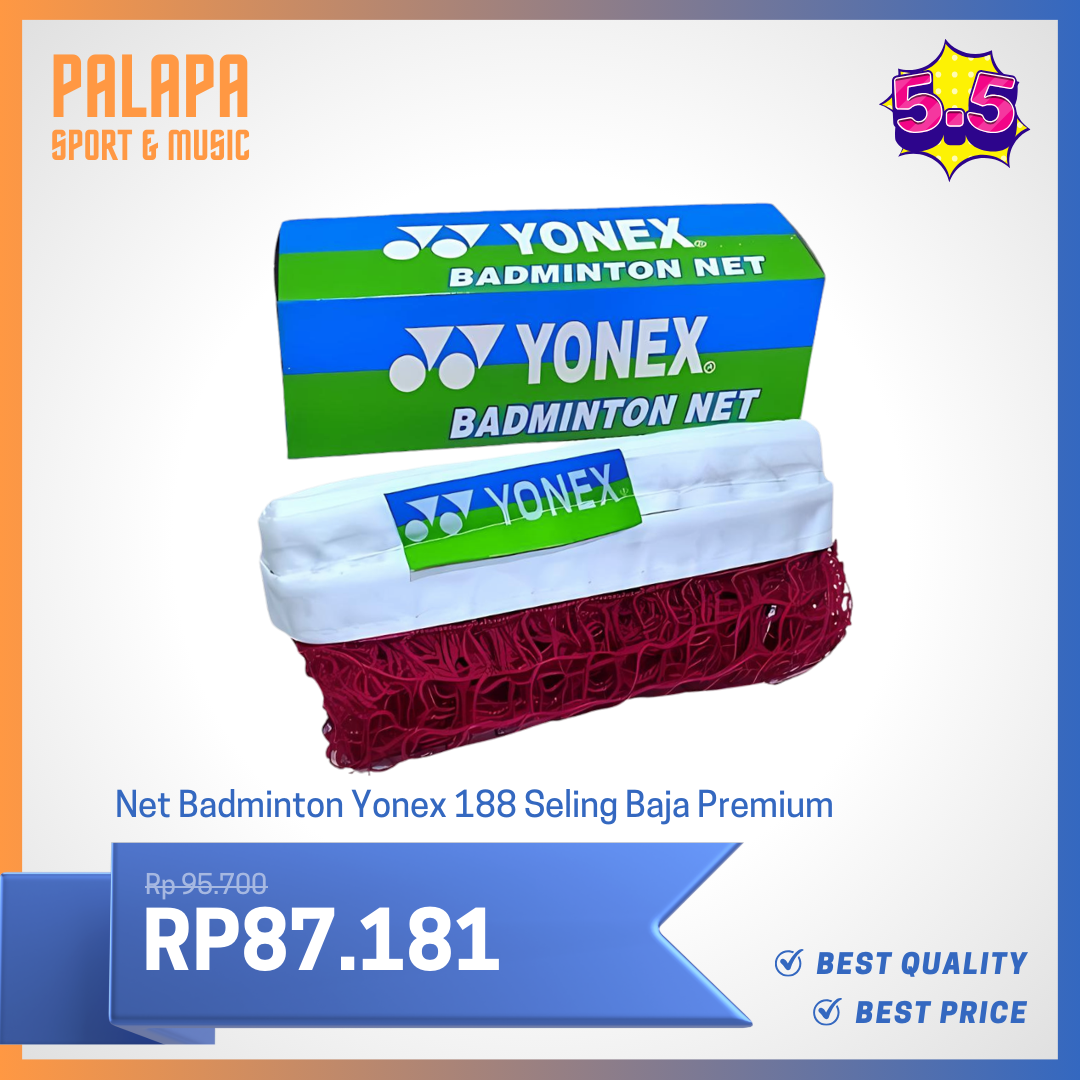 PALAPA
SPORT & MUSIC
5.5
YONEX®
BADMINTON NET
YONEX®
BADMINTON NET
YONEX
Net Badminton Yonex 188 Seling Baja Premium
Rp 95.700
RP87.181
BEST QUALITY
BEST PRICE